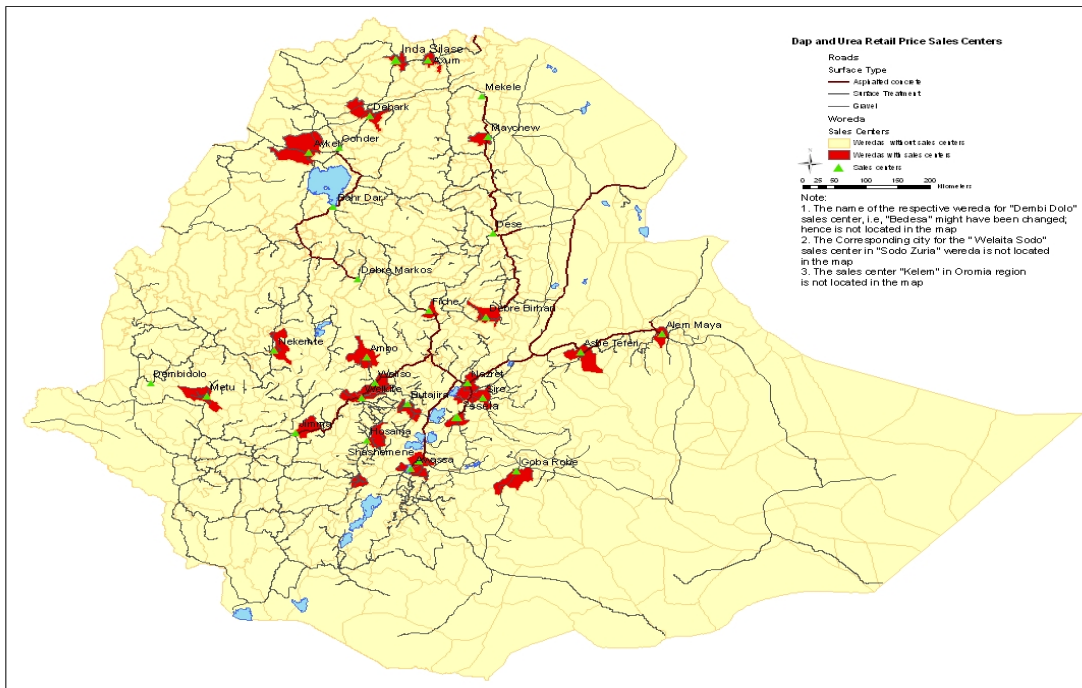 Dap and Urea Retail Price Sales Centers
Roads
Surface Type
Asphalted concrete
Surface Treatment
Gravel
Woreda
Sales Centers
Weredas without sales centers
Weredas with sales centers
Sales centers
0 25 50 100 150 200
Kilometers
Note:
1. The name of the respective wereda for "Dembi Dolo"
sales center, i.e, "Bedesa" might have been changed;
hence is not located in the map
2. The Corresponding city for the " Welaita Sodo"
sales center in "Sodo Zuria" wereda is not located
in the map
3. The sales center "Kelem" in Oromia region
is not located in the map
Inda Silase
Axum
Mekele
Debark
Maychew
Gonder
Aykel
Bahr Dar
Dese
Debre Markos
Fiche
Debre Birhan
Alem Maya
Nekemte
Ambo
Asbe Teferi
Dembidolo
Metu
Woliso
Nazret
Welkite
Sire
Butajira
Assela
Jimma
Hosaina
Shashemene
Awassa
Goba Robe